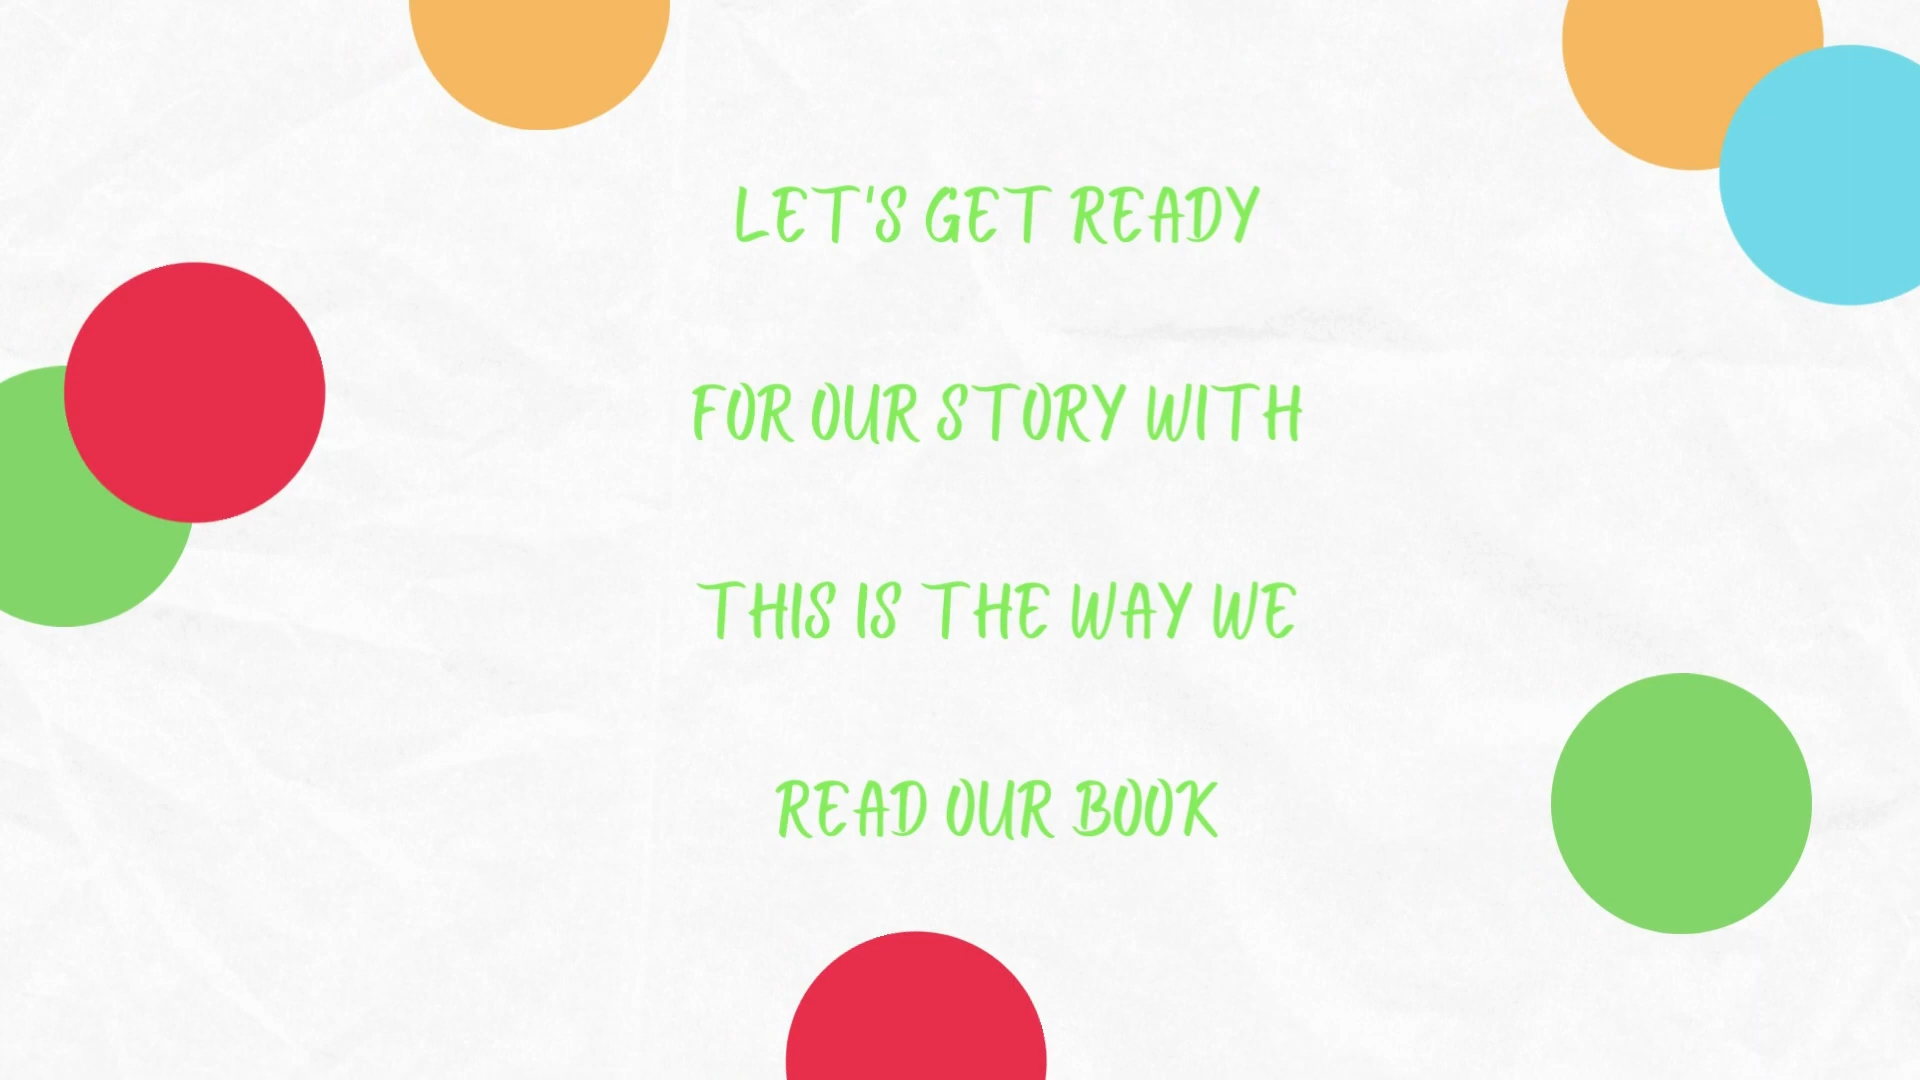 LET'S GET READY
FOR OUR STORY WITH
THIS IS THE WAY WE
READ OUR BOOK